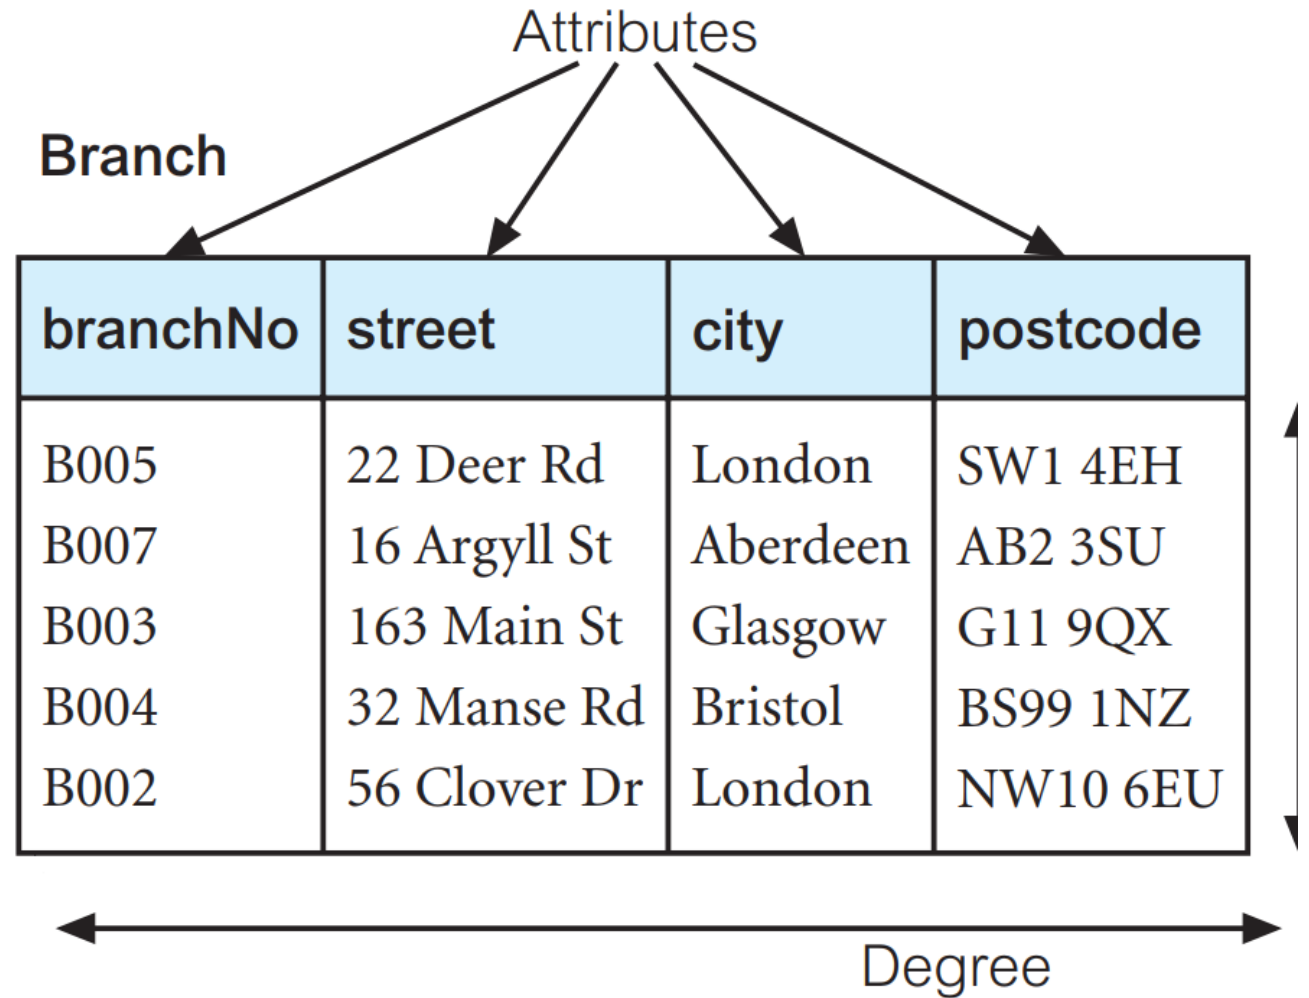 Attributes
Branch
branchNo street city postcode
B005 22 Deer Rd London SW1 4EH
B007 16 Argyll St Aberdeen AB2 3SU
B003 163 Main St Glasgow G11 9QX
B004 32 Manse Rd Bristol BS99 1NZ
B002 56 Clover Dr London NW10 6EU
Degree